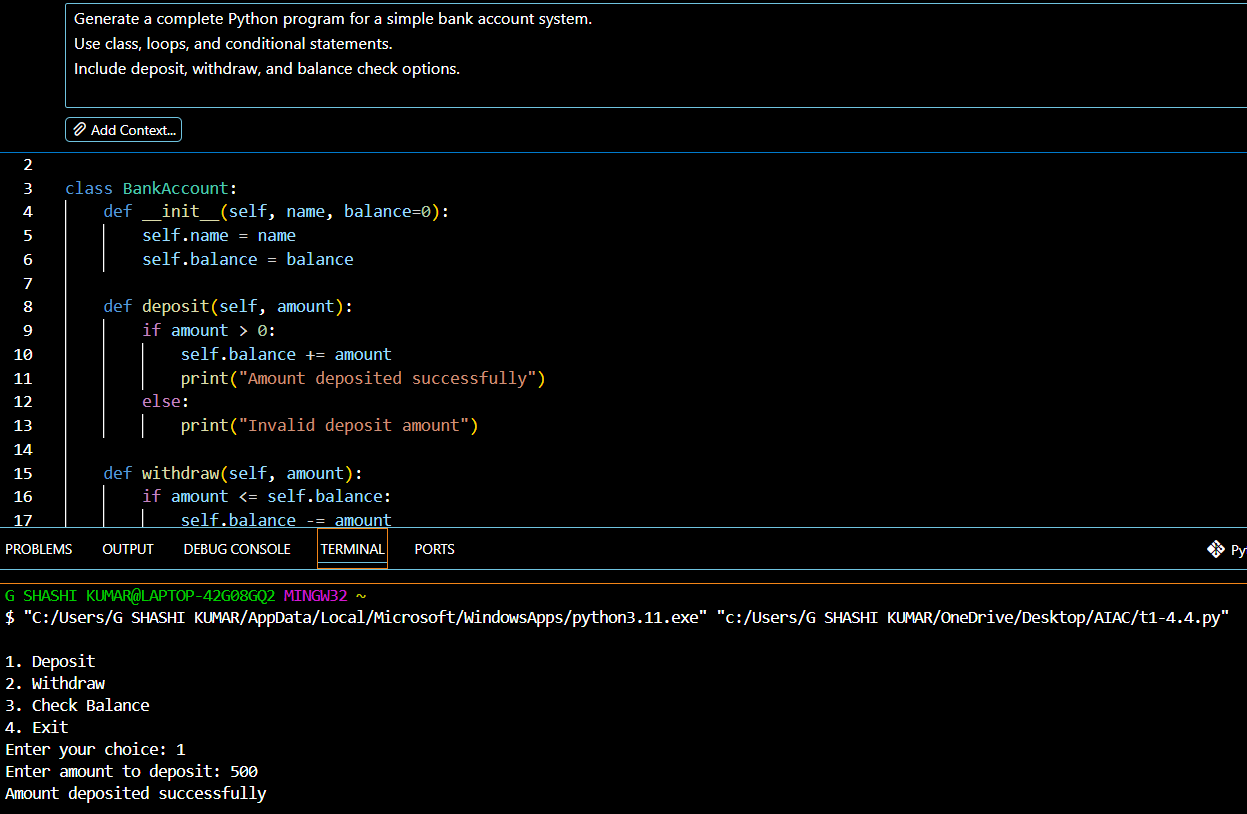 Generate a complete Python program for a simple bank account system.
Use class, loops, and conditional statements.
Include deposit, withdraw, and balance check options.
Add Context...
2
3 class BankAccount:
4     def __init__(self, name, balance=0):
5         self.name = name
6         self.balance = balance
7
8     def deposit(self, amount):
9         if amount > 0:
10             self.balance += amount
11             print("Amount deposited successfully")
12         else:
13             print("Invalid deposit amount")
14
15     def withdraw(self, amount):
16         if amount <= self.balance:
17             self.balance -= amount
PROBLEMS OUTPUT DEBUG CONSOLE TERMINAL PORTS Py
G SHASHI KUMAR@LAPTOP-42G08GQ2 MINGW32 ~
$ "C:/Users/G SHASHI KUMAR/AppData/Local/Microsoft/WindowsApps/python3.11.exe" "c:/Users/G SHASHI KUMAR/OneDrive/Desktop/AIAC/t1-4.4.py"
1. Deposit
2. Withdraw
3. Check Balance
4. Exit
Enter your choice: 1
Enter amount to deposit: 500
Amount deposited successfully